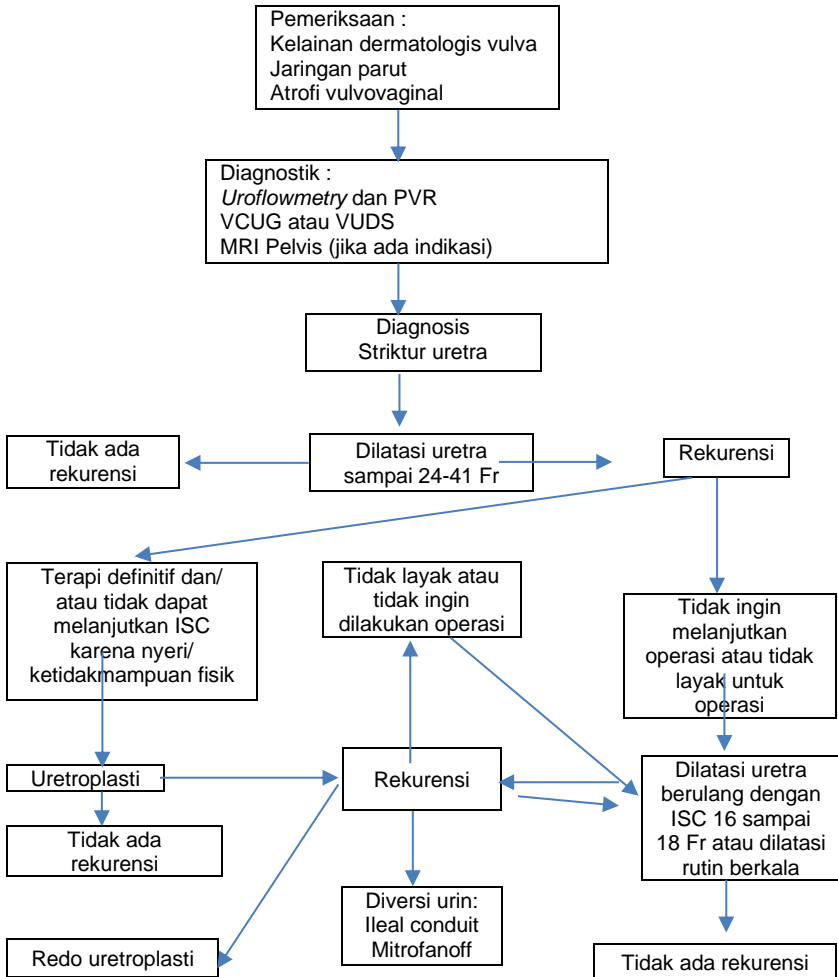 Pemeriksaan :
Kelainan dermatologis vulva
Jaringan parut
Atrofi vulvovaginal
Diagnostik :
Uroflowmetry dan PVR
VCUG atau VUDS
MRI Pelvis (jika ada indikasi)
Diagnosis
Striktur uretra
Tidak ada
rekurensi
Dilatasi uretra
sampai 24-41 Fr
Rekurensi
Terapi definitif dan/
atau tidak dapat
melanjutkan ISC
karena nyeri/
ketidakmampuan fisik
Tidak layak atau
tidak ingin
dilakukan operasi
Tidak ingin
melanjutkan
operasi atau tidak
layak untuk
operasi
Uretroplasti
Rekurensi
Dilatasi uretra
berulang dengan
ISC 16 sampai
18 Fr atau dilatasi
rutin berkala
Tidak ada
rekurensi
Diversi urin:
Ileal conduit
Mitrofanoff
Redo uretroplasti
Tidak ada rekurensi